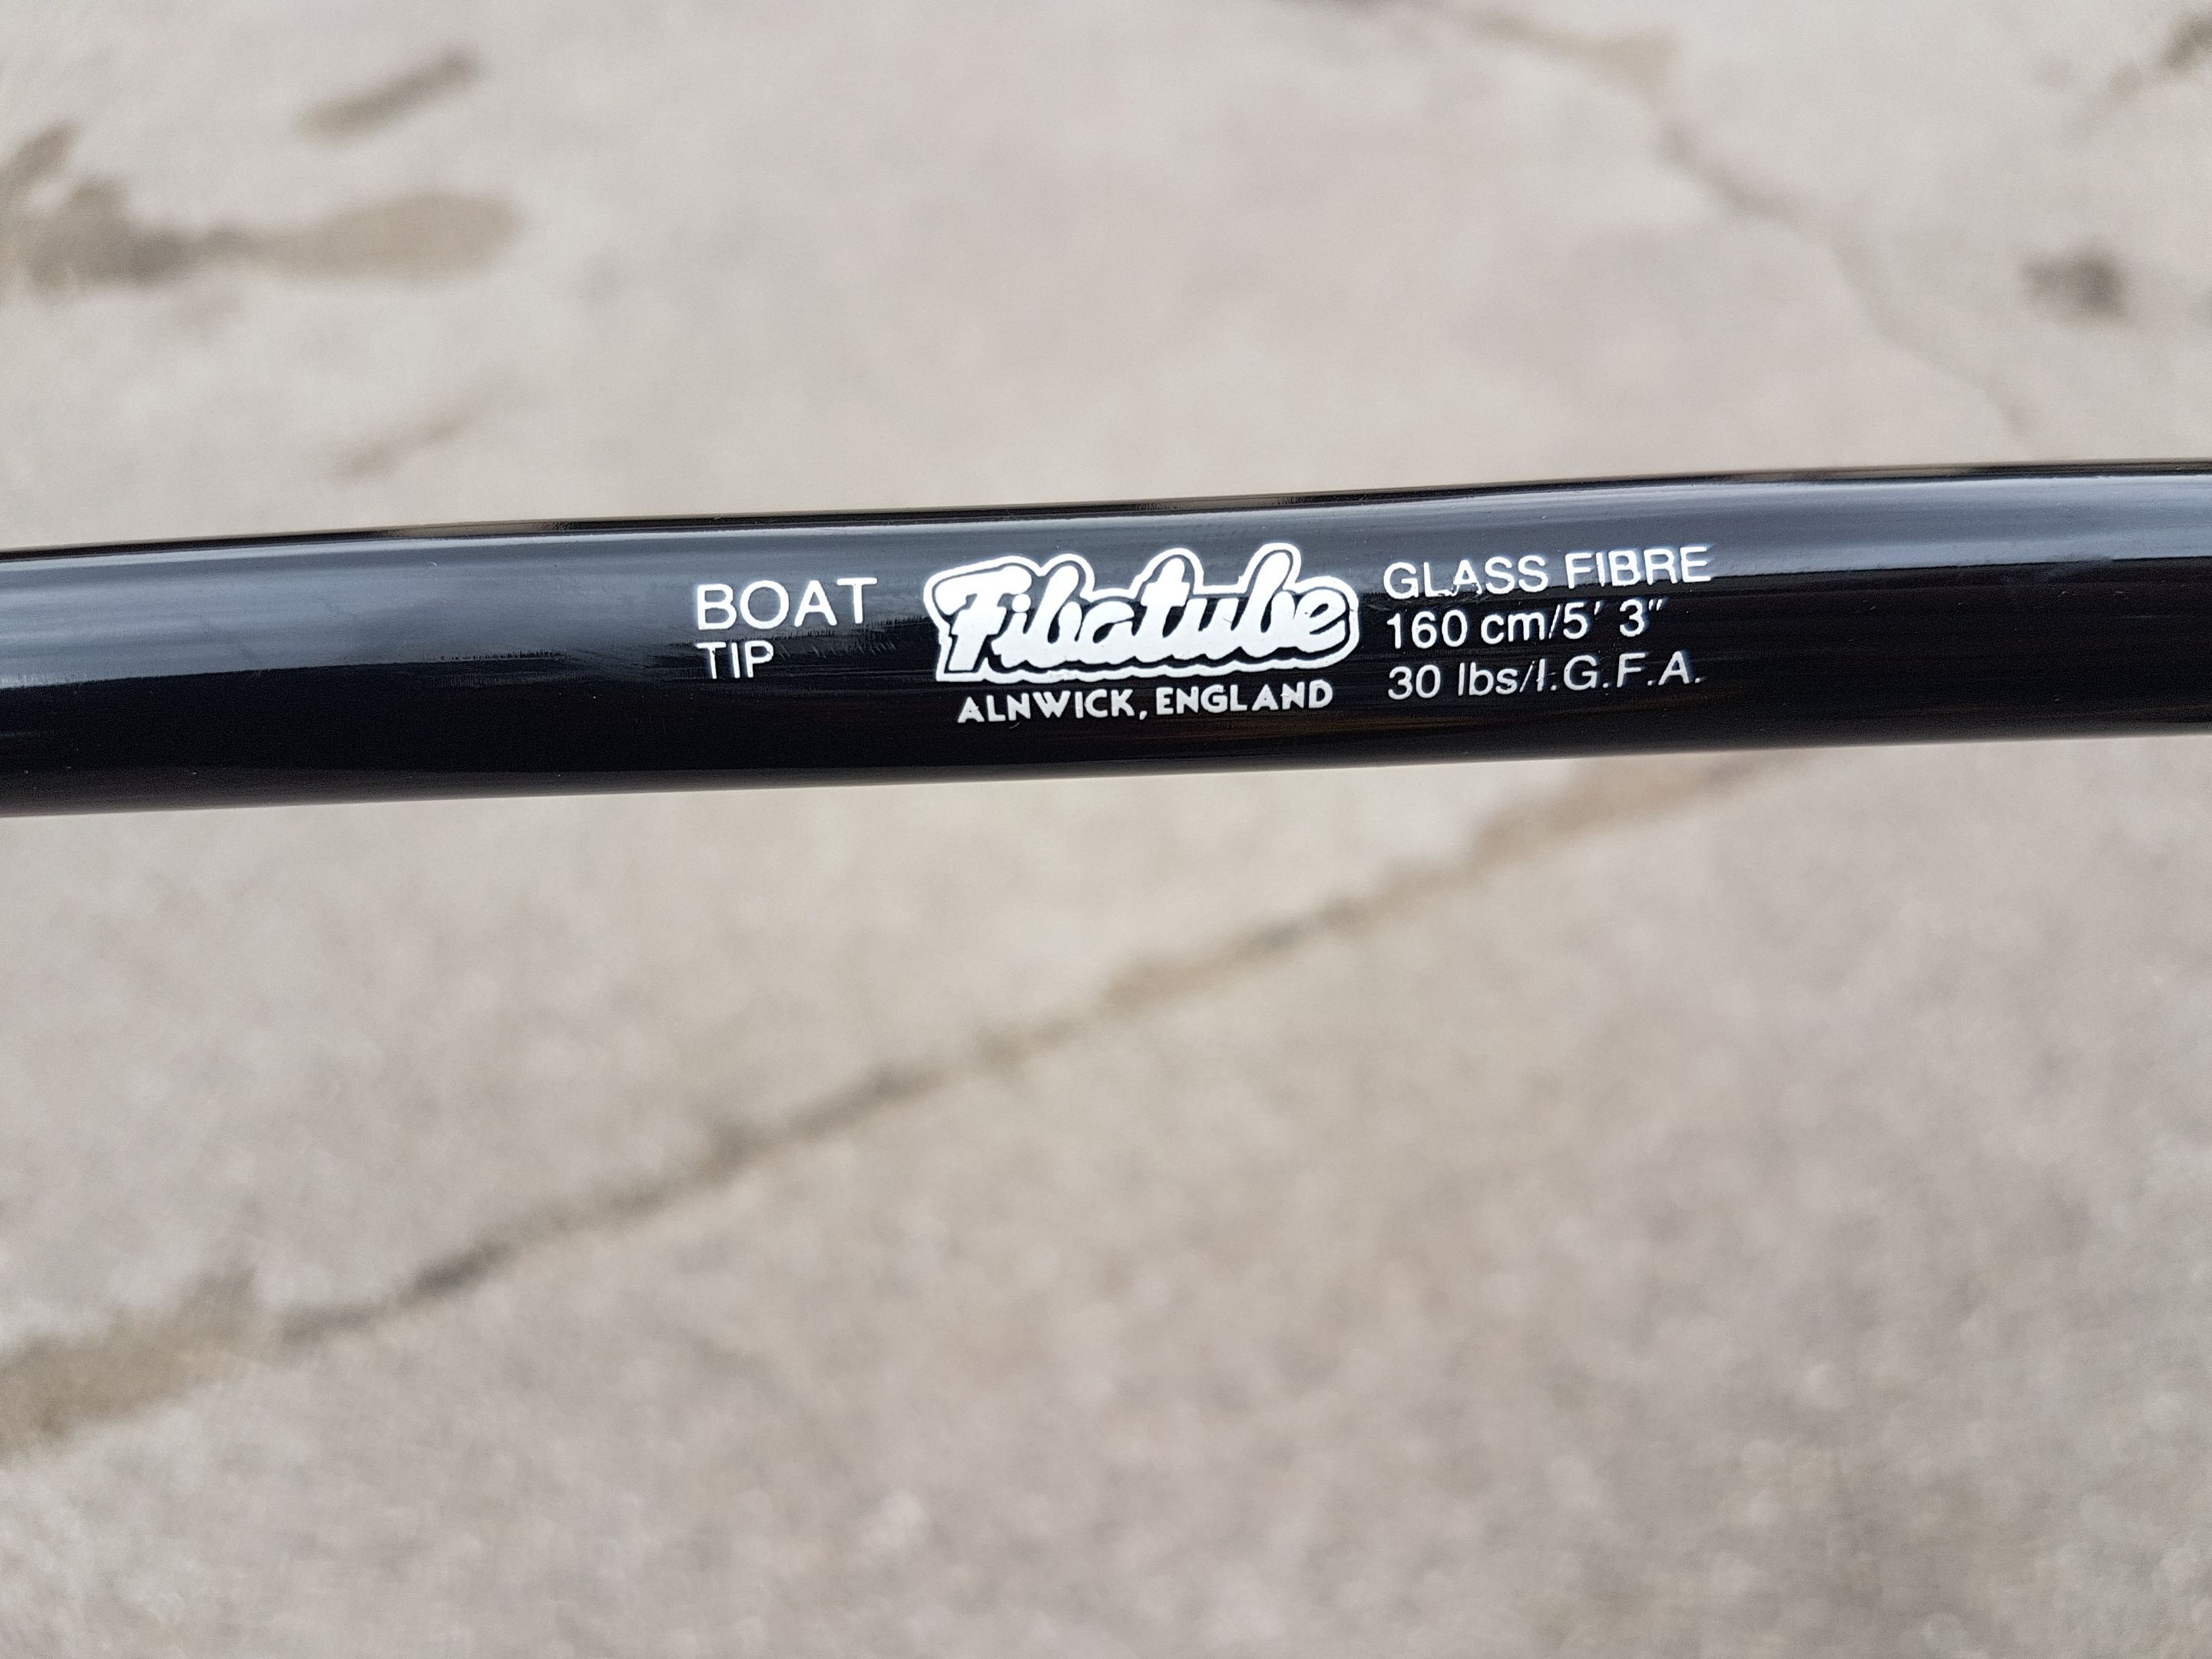 BOAT
TIP
Fibatube
ALNWICK, ENGLAND
GLASS FIBRE
160 cm/5' 3"
30 lbs/I.G.F.A.